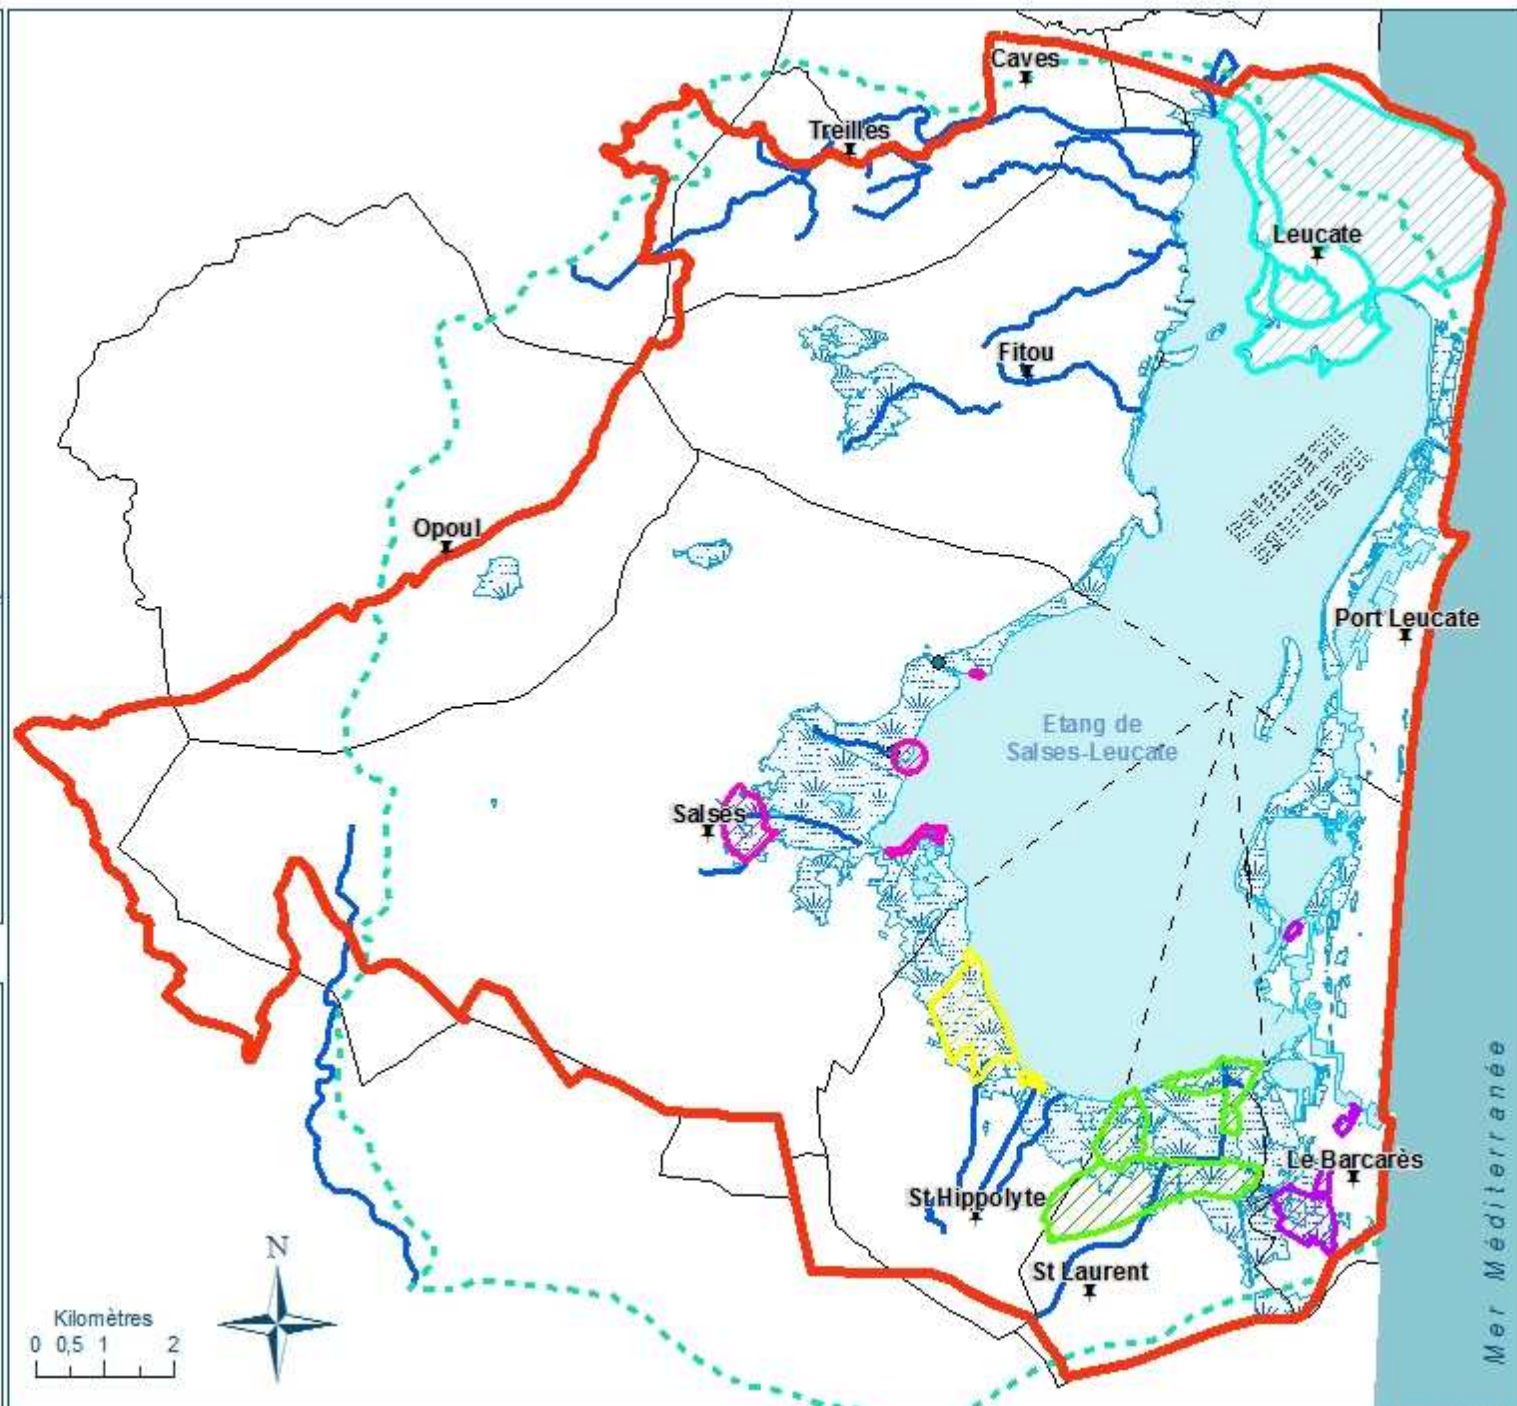 Caves
Treilles
Leucate
Fitou
Opoul
Port Leucate
Etang de
Salses-Leucate
Salses
Le Barcarès
St Hippolyte
St Laurent
N
Kilomètres
0 0,5 1 2
Mer Méditerranée